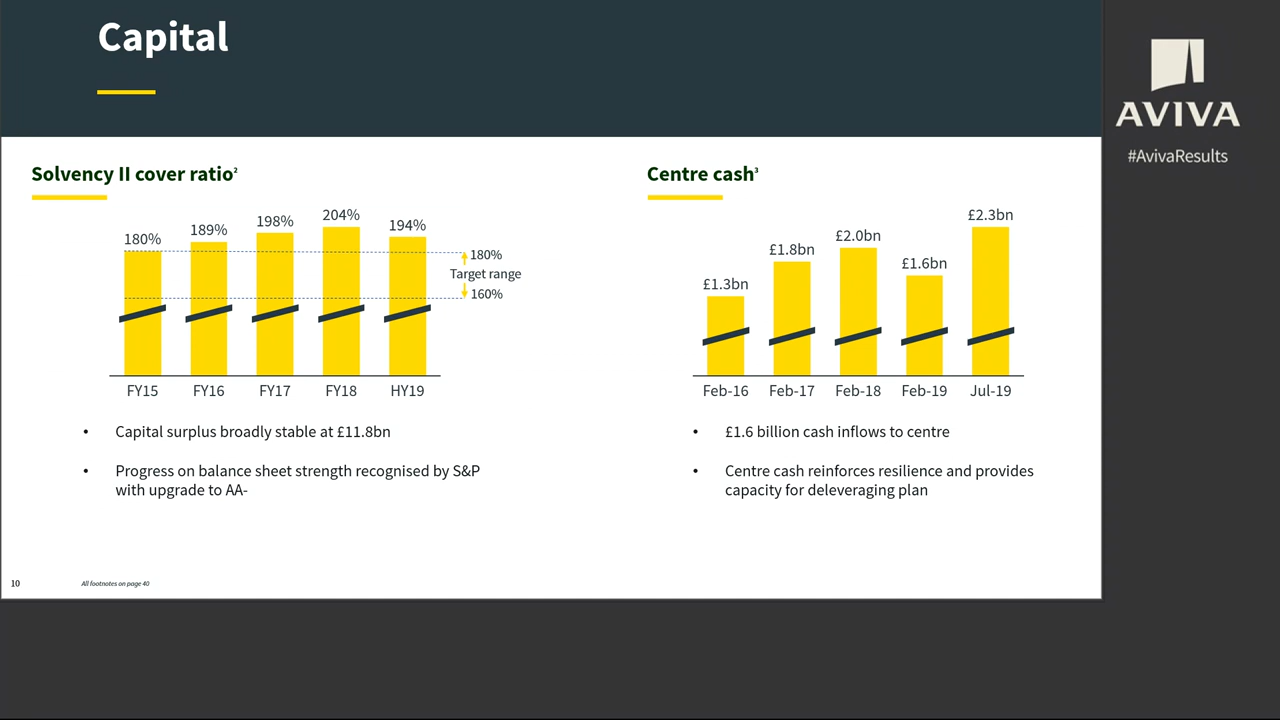 Capital
AVIVA
#AvivaResults
Solvency II cover ratio²
180%
189%
198%
204%
194%
180%
Target range
160%
FY15
FY16
FY17
FY18
HY19
• Capital surplus broadly stable at £11.8bn
• Progress on balance sheet strength recognised by S&P
with upgrade to AA-
Centre cash³
£1.3bn
£1.8bn
£2.0bn
£1.6bn
£2.3bn
Feb-16
Feb-17
Feb-18
Feb-19
Jul-19
• £1.6 billion cash inflows to centre
• Centre cash reinforces resilience and provides
capacity for deleveraging plan
10
All footnotes on page 40